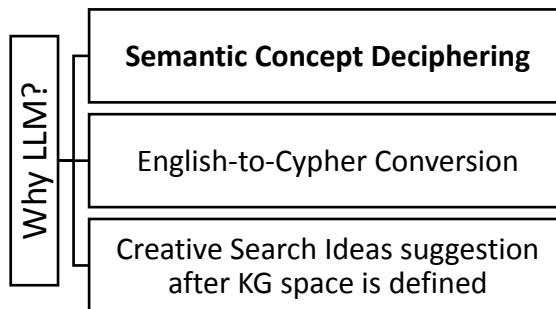 Why LLM?
Semantic Concept Deciphering
English-to-Cypher Conversion
Creative Search Ideas suggestion
after KG space is defined